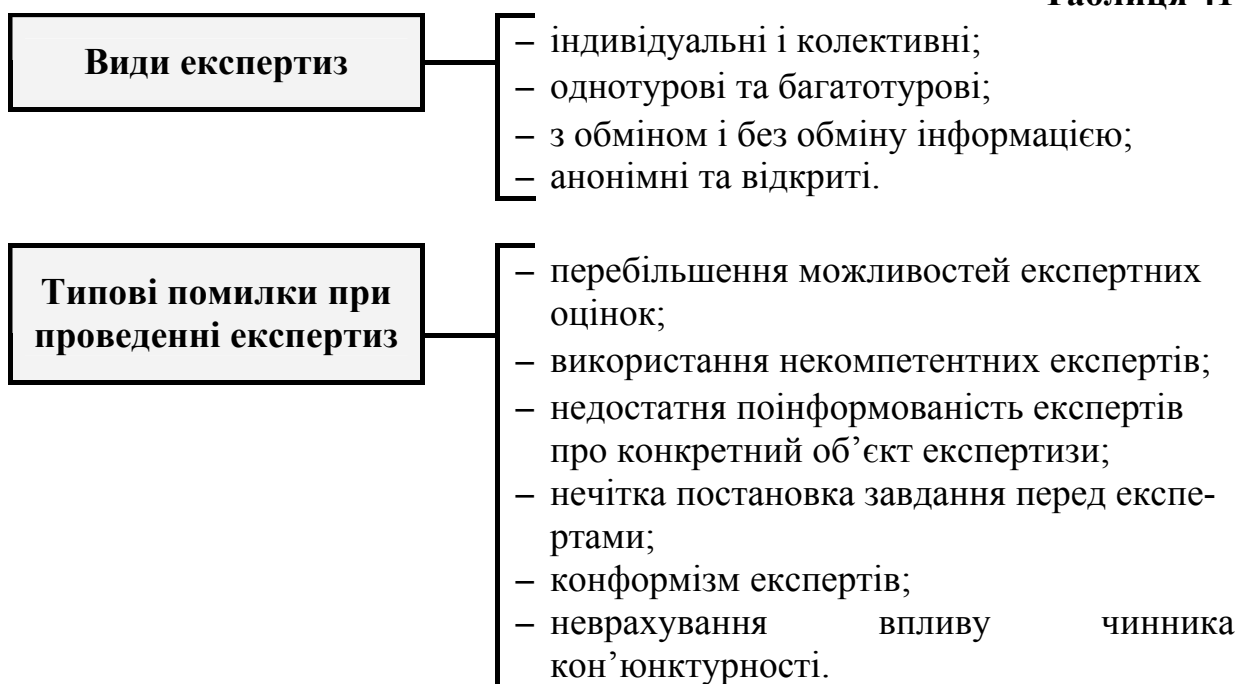 Види експертиз
– індивідуальні і колективні;
– однотурові та багатотурові;
– з обміном і без обміну інформацією;
– анонімні та відкриті.
Типові помилки при
проведенні експертиз
– перебільшення можливостей експертних
оцінок;
– використання некомпетентних експертів;
– недостатня поінформованість експертів
про конкретний об’єкт експертизи;
– нечітка постановка завдання перед експе-
ртами;
– конформізм експертів;
– неврахування впливу чинника
кон’юнктурності.